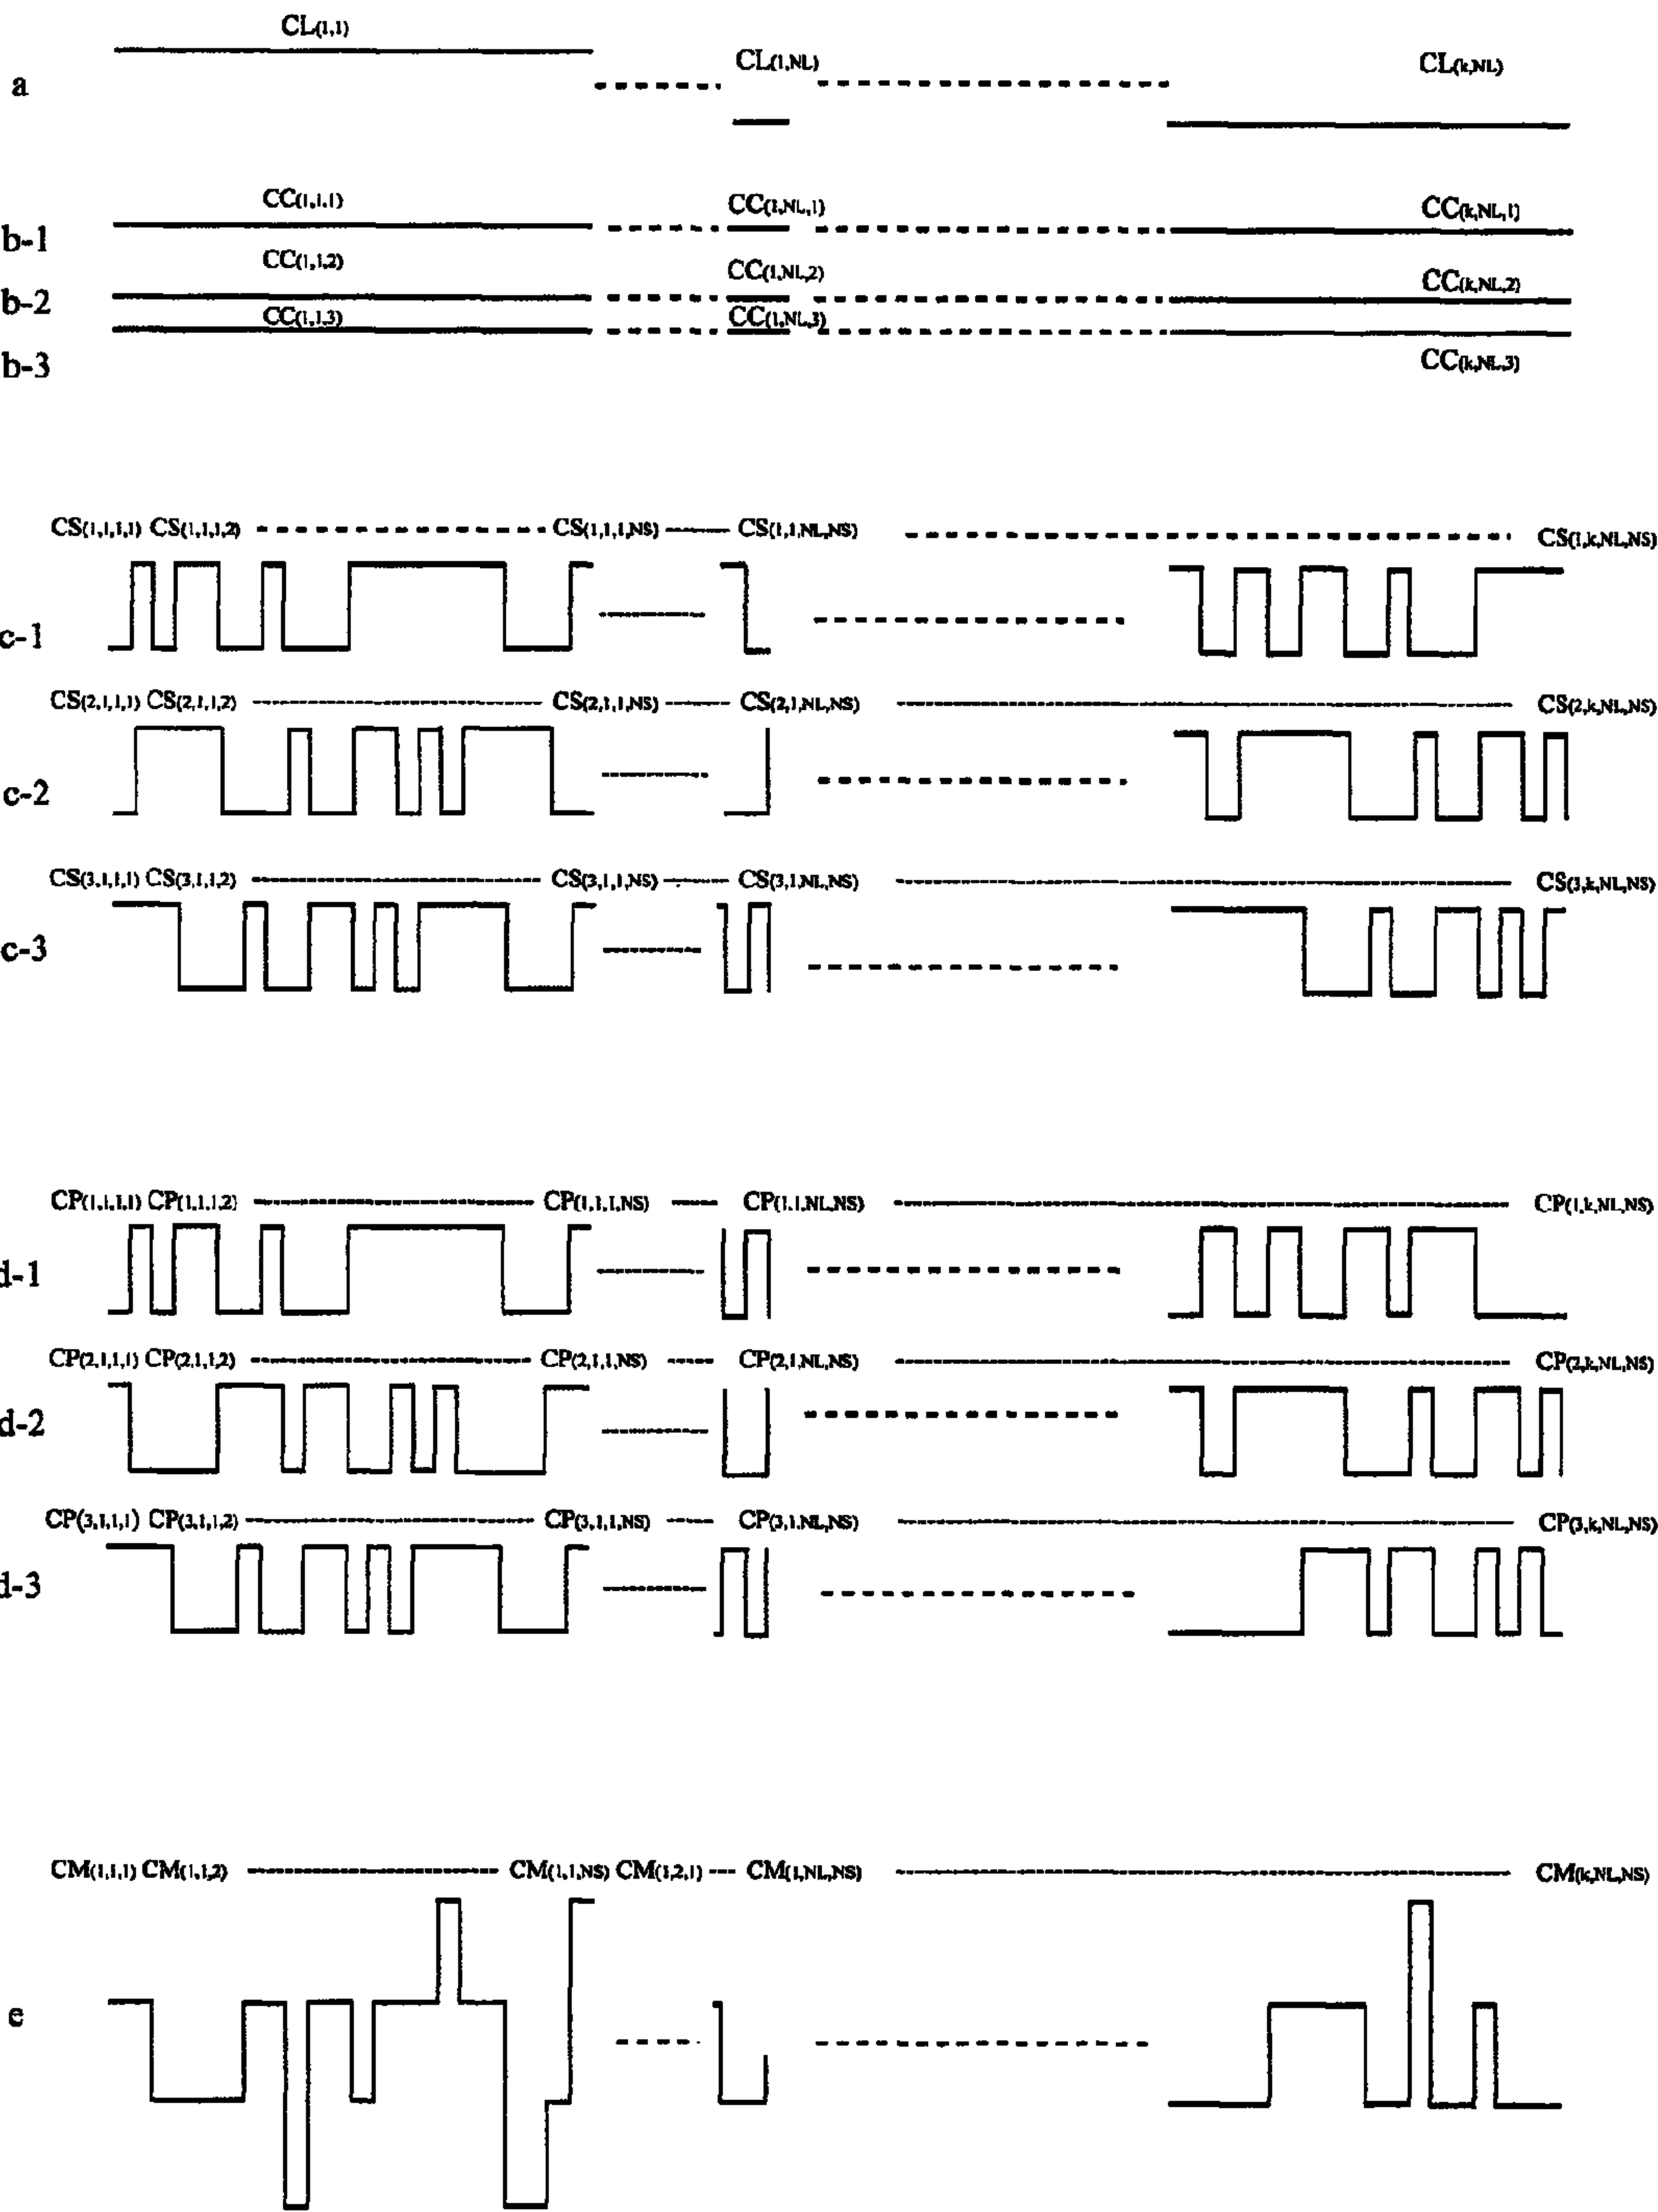 CL(1,1)
a CL(1,NL) CL(k,NL)
CC(1,1,1) CC(1,NL,1) CC(k,NL,1)
b-1
CC(1,1,2) CC(1,NL,2) CC(k,NL,2)
b-2
CC(1,1,3) CC(1,NL,3)
b-3 CC(k,NL,3)
CS(1,1,1,1) CS(1,1,1,2) CS(1,1,1,NS) CS(1,1,NL,NS) CS(1,k,NL,NS)
c-1
CS(2,1,1,1) CS(2,1,1,2) CS(2,1,1,NS) CS(2,1,NL,NS) CS(2,k,NL,NS)
c-2
CS(3,1,1,1) CS(3,1,1,2) CS(3,1,1,NS) CS(3,1,NL,NS) CS(3,k,NL,NS)
c-3
CP(1,1,1,1) CP(1,1,1,2) CP(1,1,1,NS) CP(1,1,NL,NS) CP(1,k,NL,NS)
d-1
CP(2,1,1,1) CP(2,1,1,2) CP(2,1,1,NS) CP(2,1,NL,NS) CP(2,k,NL,NS)
d-2
CP(3,1,1,1) CP(3,1,1,2) CP(3,1,1,NS) CP(3,1,NL,NS) CP(3,k,NL,NS)
d-3
CM(1,1,1) CM(1,1,2) CM(1,1,NS) CM(1,2,1) CM(1,NL,NS) CM(k,NL,NS)
e